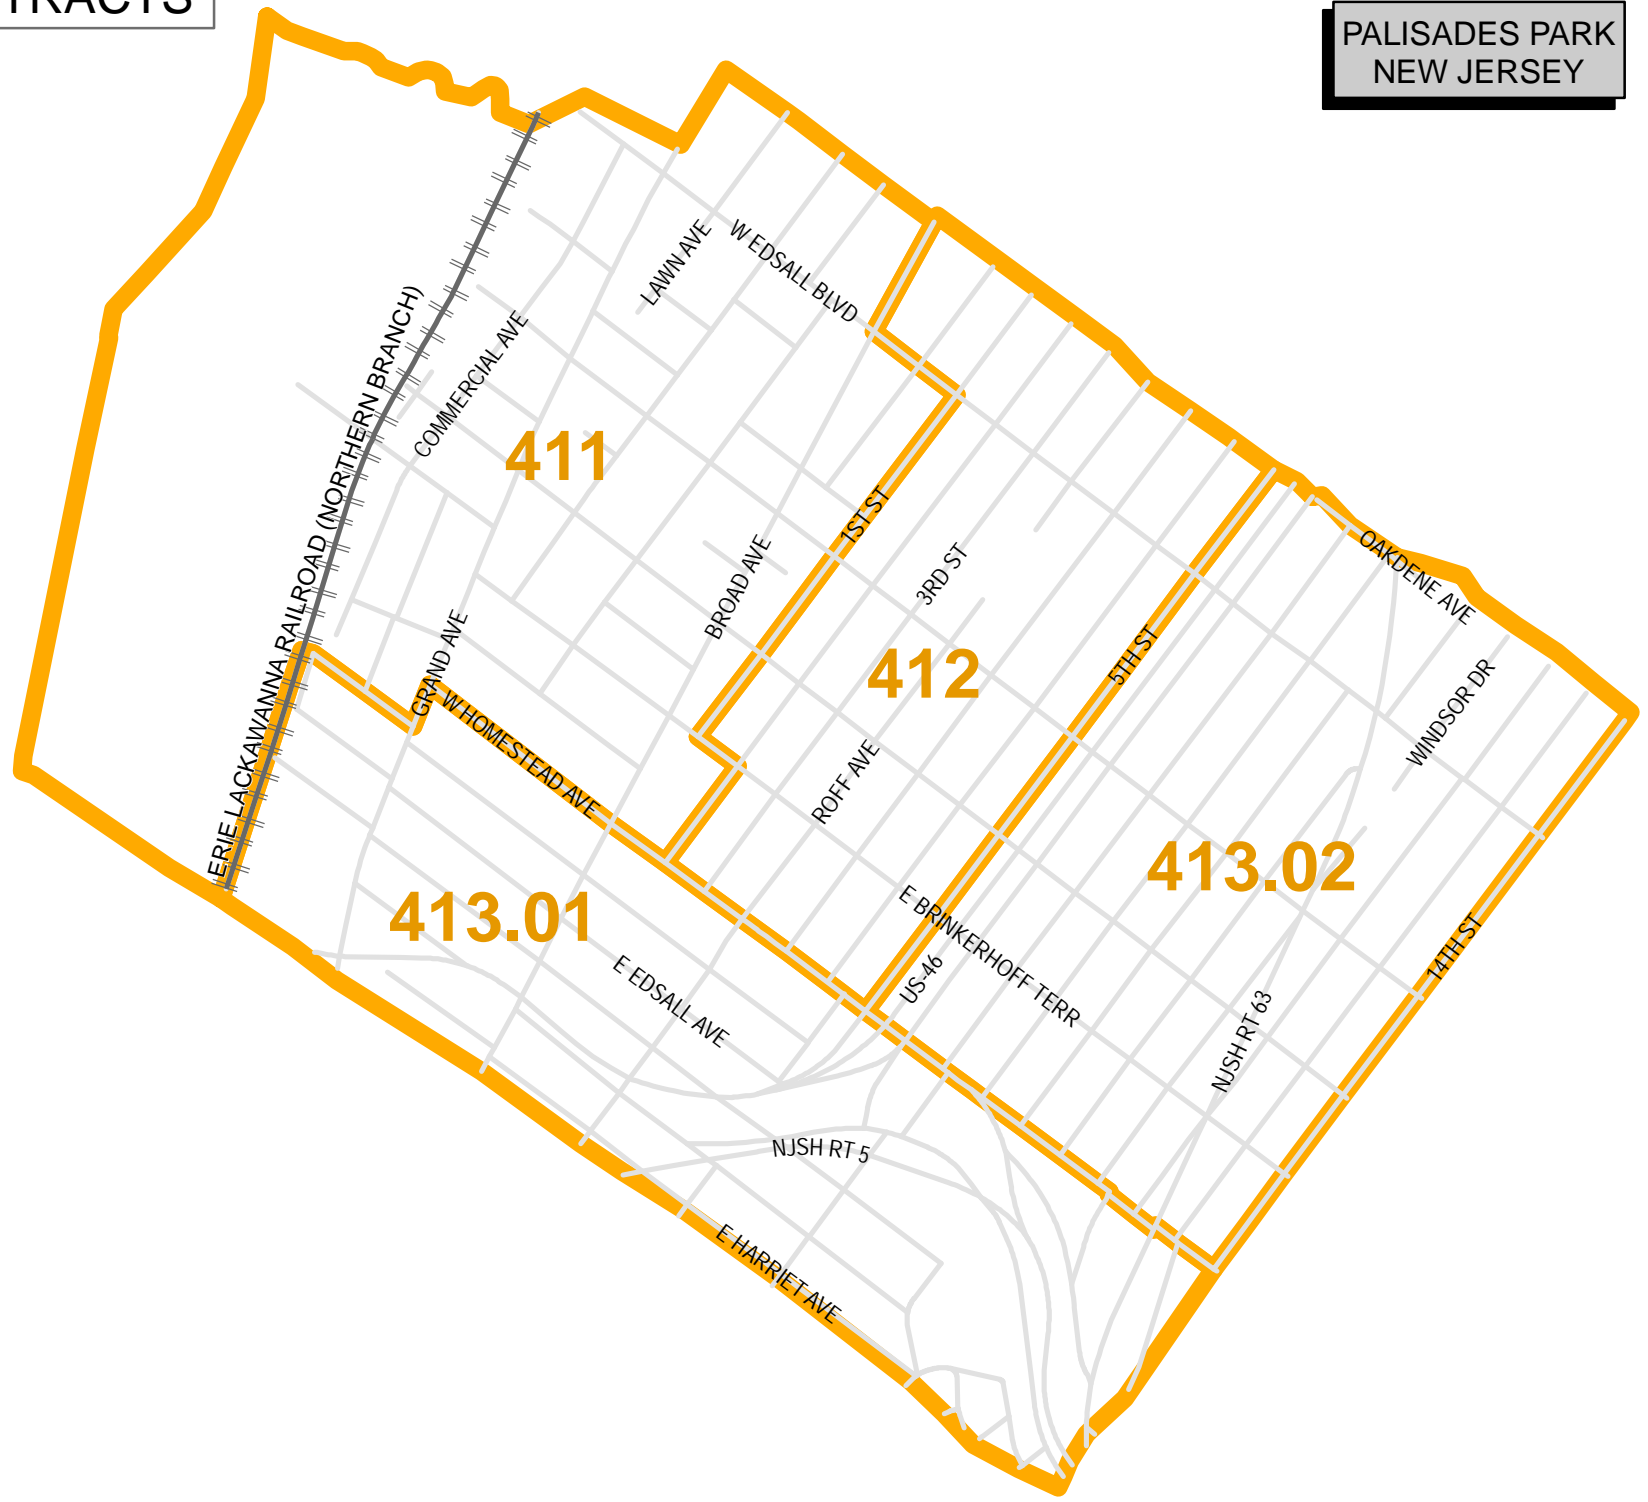 TRACTS
PALISADES PARK
NEW JERSEY
LAWN AVE
W EDSALL BLVD
COMMERCIAL AVE
ERIE LACKAWANNA RAILROAD (NORTHERN BRANCH)
411
1ST ST
BROAD AVE
3RD ST
OAKDENE AVE
GRAND AVE
412
5TH ST
WINDSOR DR
W HOMESTEAD AVE
ROFF AVE
413.02
413.01
E BRINKERHOFF TERR
14TH ST
E EDSALL AVE
US-46
NJSH RT 63
NJSH RT 5
E HARRIET AVE